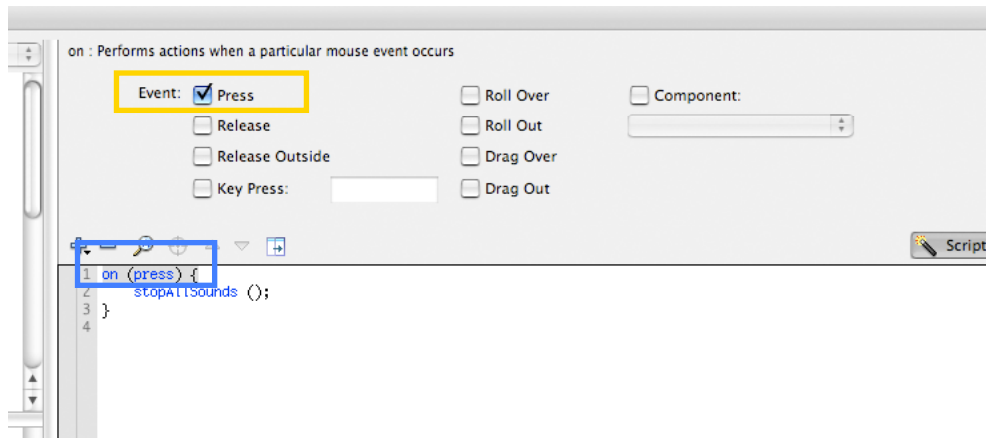 on : Performs actions when a particular mouse event occurs
Event: Press Roll Over Component:
Release Roll Out
Release Outside Drag Over
Key Press: Drag Out
Script
1 on (press) {
2 stopAllSounds ();
3 }
4